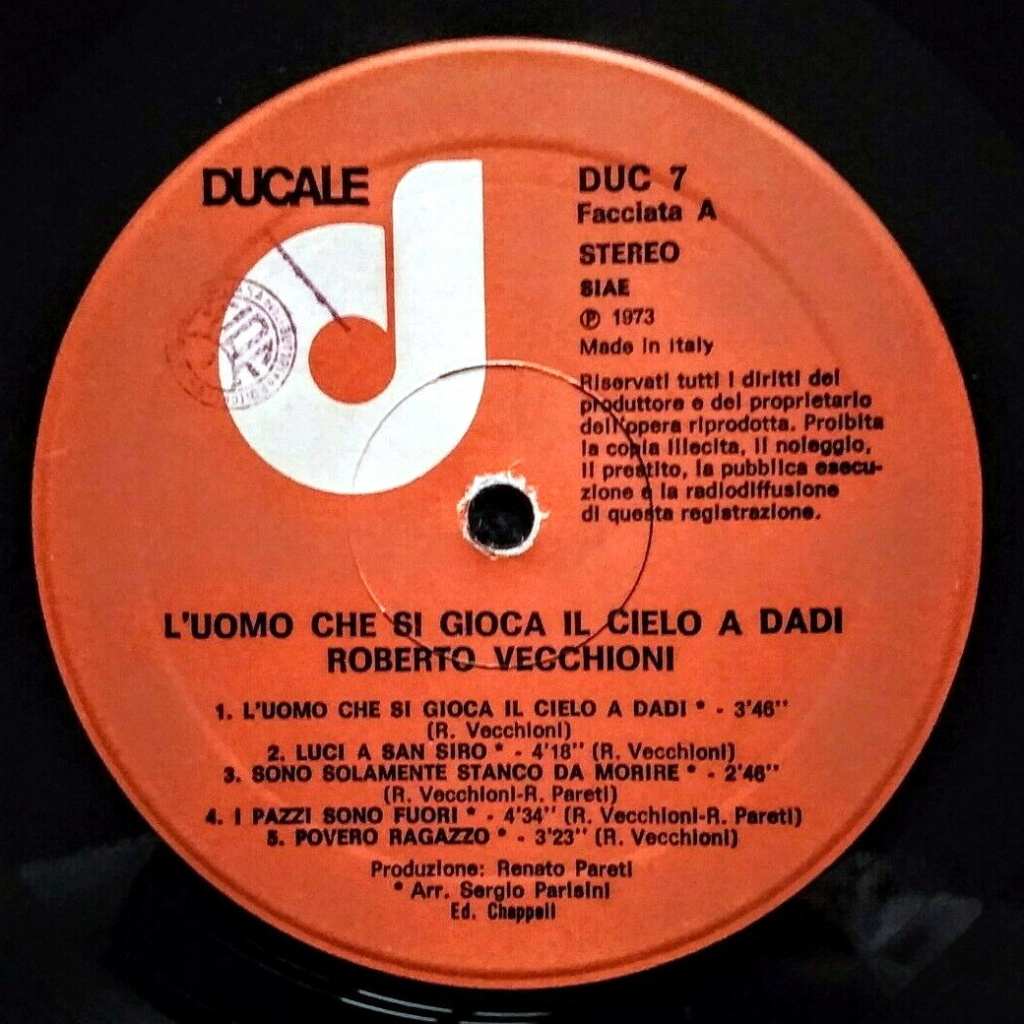 DUCALE
DUC 7
Facciata A
STEREO
SIAE
Ⓟ 1973
Made in Italy
Riservati tutti i diritti del
produttore e del proprietario
dell'opera riprodotta. Proibita
la copia illecita, il noleggio,
il prestito, la pubblica esecu-
zione e la radiodiffusione
di questa registrazione.
L'UOMO CHE SI GIOCA IL CIELO A DADI
ROBERTO VECCHIONI
1. L'UOMO CHE SI GIOCA IL CIELO A DADI * - 3'46''
(R. Vecchioni)
2. LUCI A SAN SIRO * - 4'18'' (R. Vecchioni)
3. SONO SOLAMENTE STANCO DA MORIRE * - 2'46''
(R. Vecchioni-R. Pareti)
4. I PAZZI SONO FUORI * - 4'34'' (R. Vecchioni-R. Pareti)
5. POVERO RAGAZZO * - 3'23'' (R. Vecchioni)
Produzione: Renato Pareti
* Arr. Sergio Parisini
Ed. Chappell